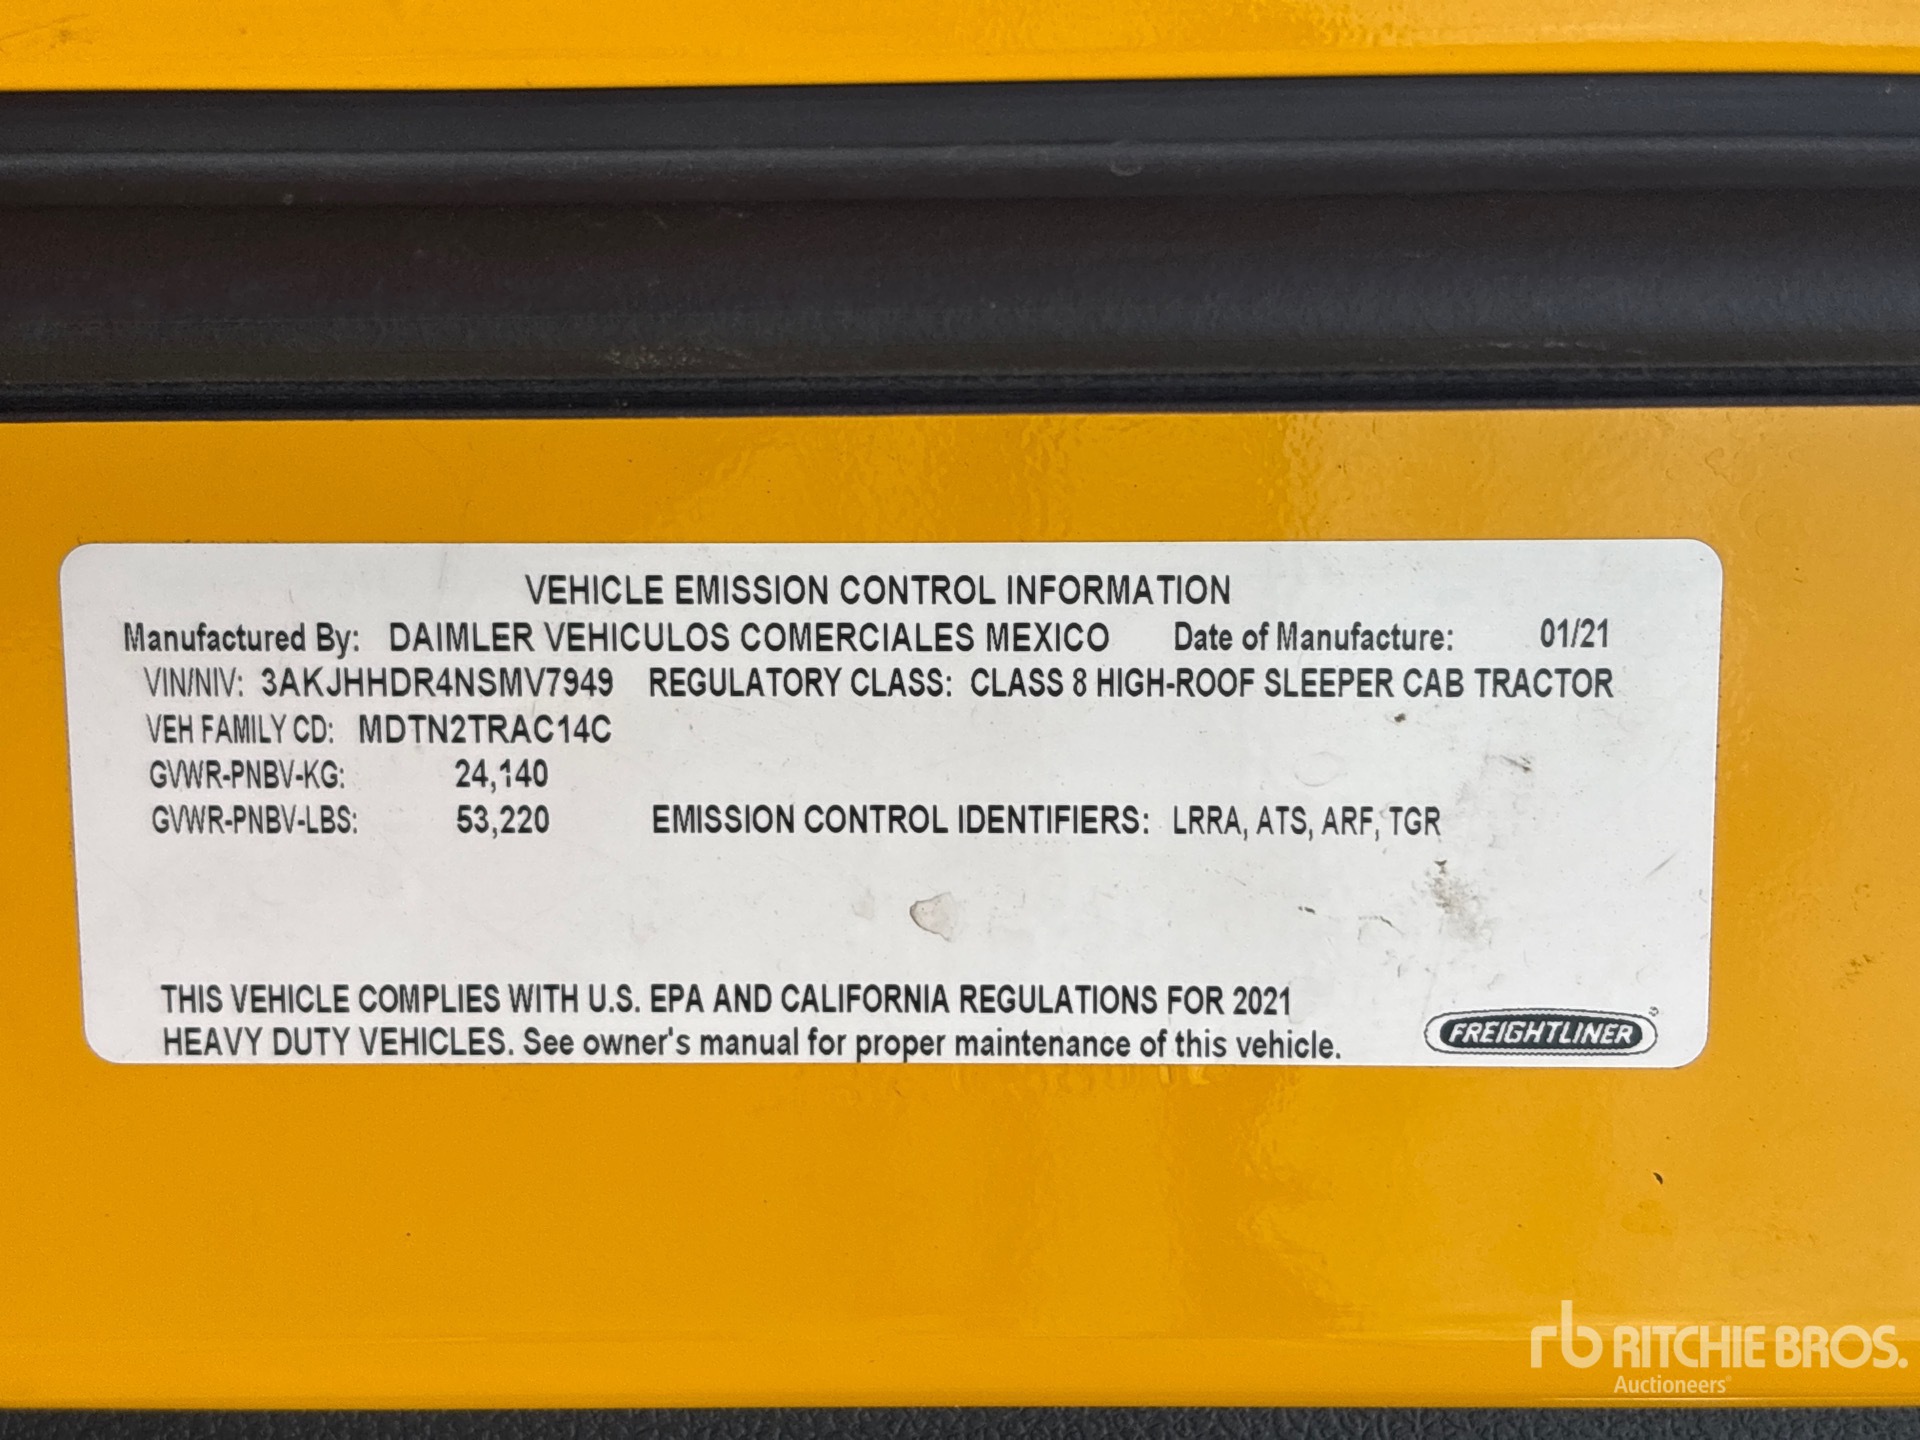 VEHICLE EMISSION CONTROL INFORMATION
Manufactured By: DAIMLER VEHICULOS COMERCIALES MEXICO Date of Manufacture: 01/21
VIN/NIV: 3AKJHHDR4NSMV7949 REGULATORY CLASS: CLASS 8 HIGH-ROOF SLEEPER CAB TRACTOR
VEH FAMILY CD: MDTN2TRAC14C
GVWR-PNBV-KG: 24,140
GVWR-PNBV-LBS: 53,220 EMISSION CONTROL IDENTIFIERS: LRRA, ATS, ARF, TGR
THIS VEHICLE COMPLIES WITH U.S. EPA AND CALIFORNIA REGULATIONS FOR 2021
HEAVY DUTY VEHICLES. See owner's manual for proper maintenance of this vehicle.
FREIGHTLINER®
rb RITCHIE BROS.
Auctioneers®